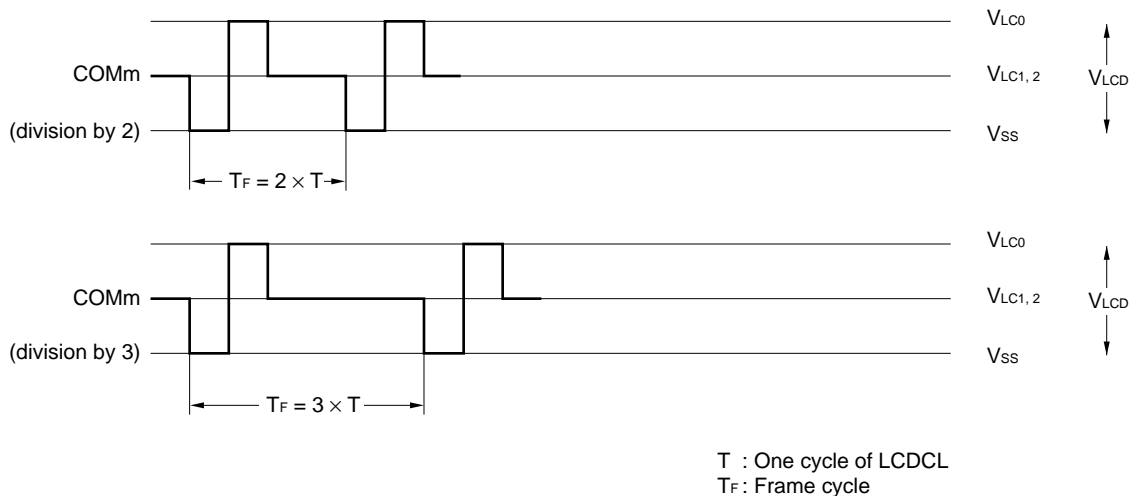 VLC0
COMm
VLC1, 2
VLCD
(division by 2)
VSS
TF = 2 × T
VLC0
COMm
VLC1, 2
VLCD
(division by 3)
VSS
TF = 3 × T
T : One cycle of LCDCL
TF : Frame cycle